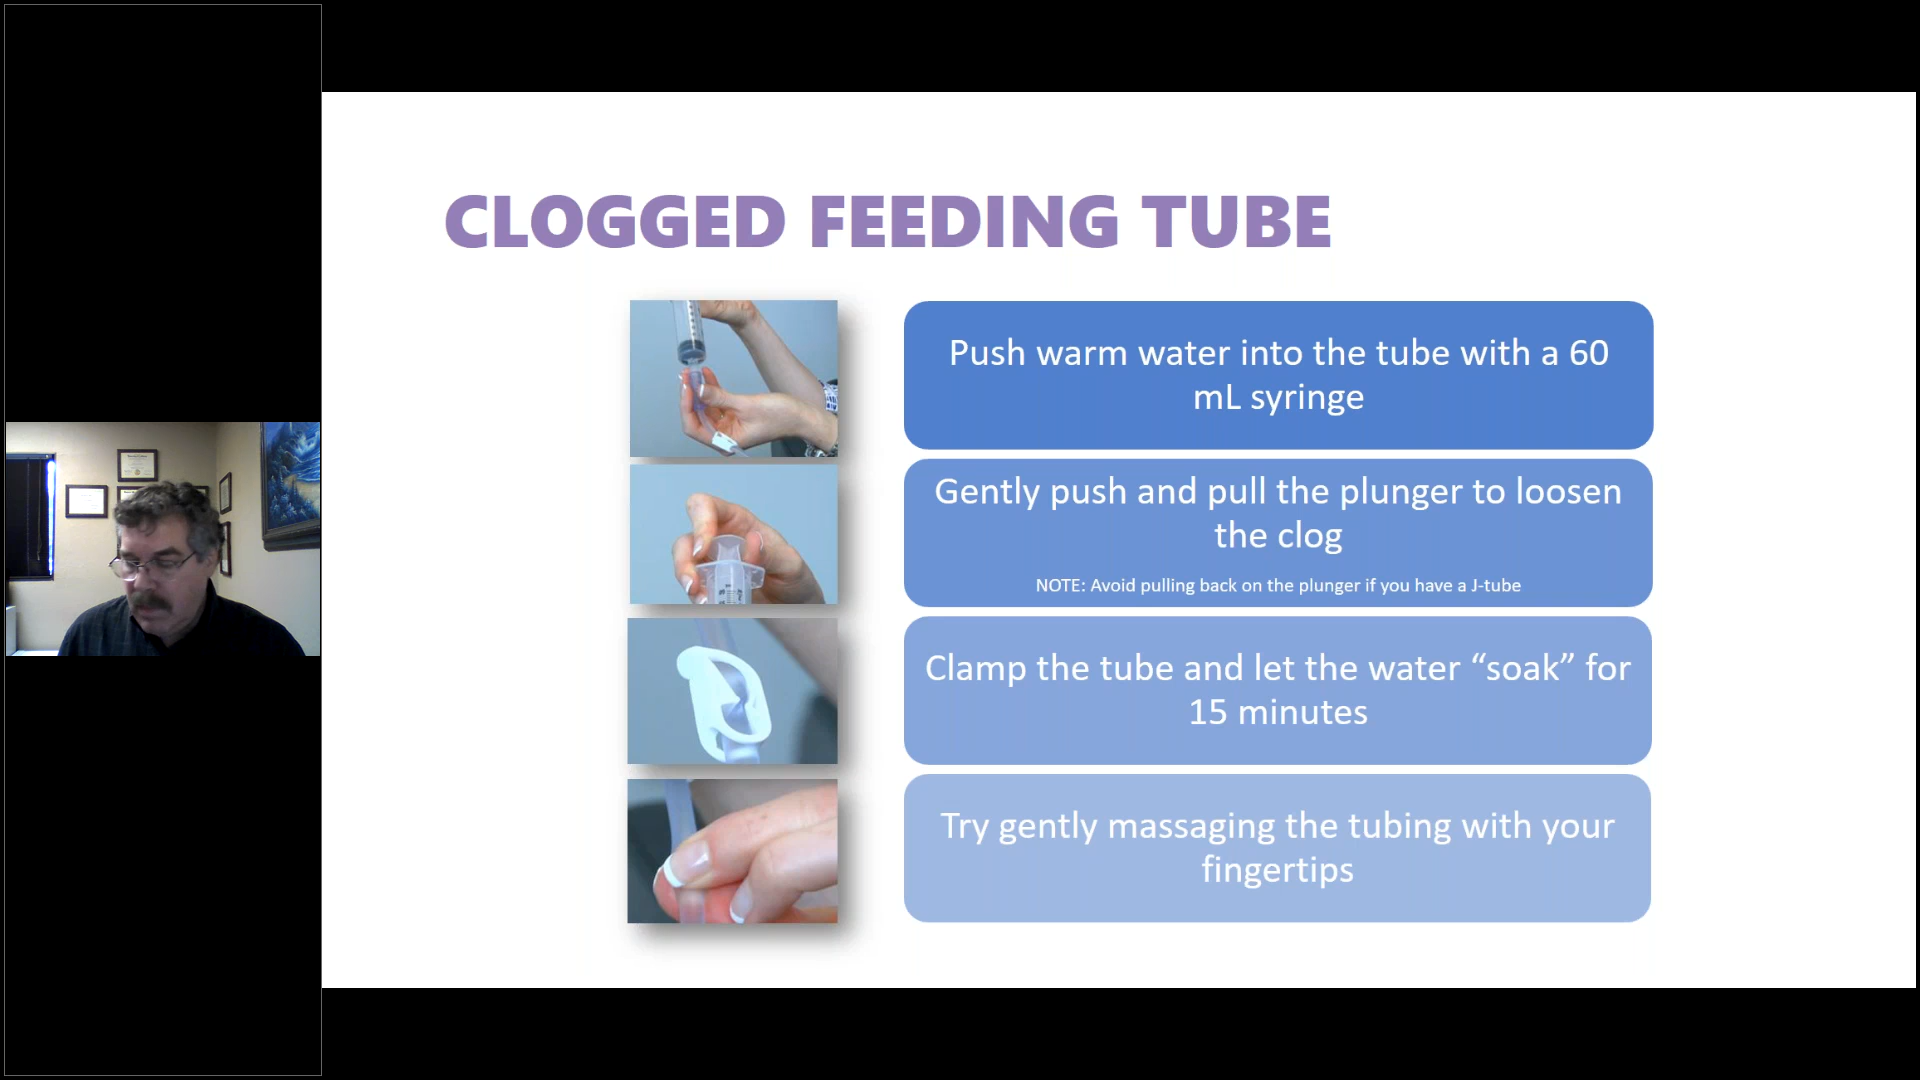 CLOGGED FEEDING TUBE
Push warm water into the tube with a 60
mL syringe
Gently push and pull the plunger to loosen
the clog
NOTE: Avoid pulling back on the plunger if you have a J-tube
Clamp the tube and let the water “soak” for
15 minutes
Try gently massaging the tubing with your
fingertips